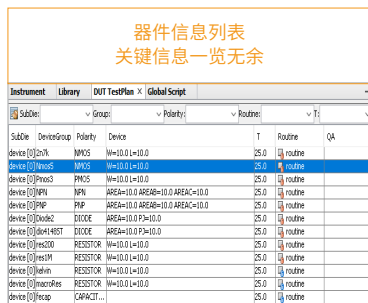 器件信息列表
关键信息一览无余
Instrument Library DUT TestPlan X Global Script
SubDie: Group: Polarity: Routine: T:
SubDie DeviceGroup Polarity Device T Routine QA
device [0] 2n7k NMOS W=10.0 L=10.0 25.0 routine
device [0] Nmos5 NMOS W=10.0 L=10.0 25.0 routine
device [0] Pmos3 PMOS W=10.0 L=10.0 25.0 routine
device [0] NPN NPN AREA=10.0 AREAB=10.0 AREAC=10.0 25.0 routine
device [0] PNP PNP AREA=10.0 AREAB=10.0 AREAC=10.0 25.0 routine
device [0] Diode2 DIODE AREA=10.0 PJ=10.0 25.0 routine
device [0] dio4148ST DIODE AREA=10.0 PJ=10.0 25.0 routine
device [0] res200 RESISTOR W=10.0 L=10.0 25.0 routine
device [0] res1M RESISTOR W=10.0 L=10.0 25.0 routine
device [0] kelvin RESISTOR W=10.0 L=10.0 25.0 routine
device [0] macroRes RESISTOR W=10.0 L=10.0 25.0 routine
device [0] fecap CAPACIT... 25.0 routine